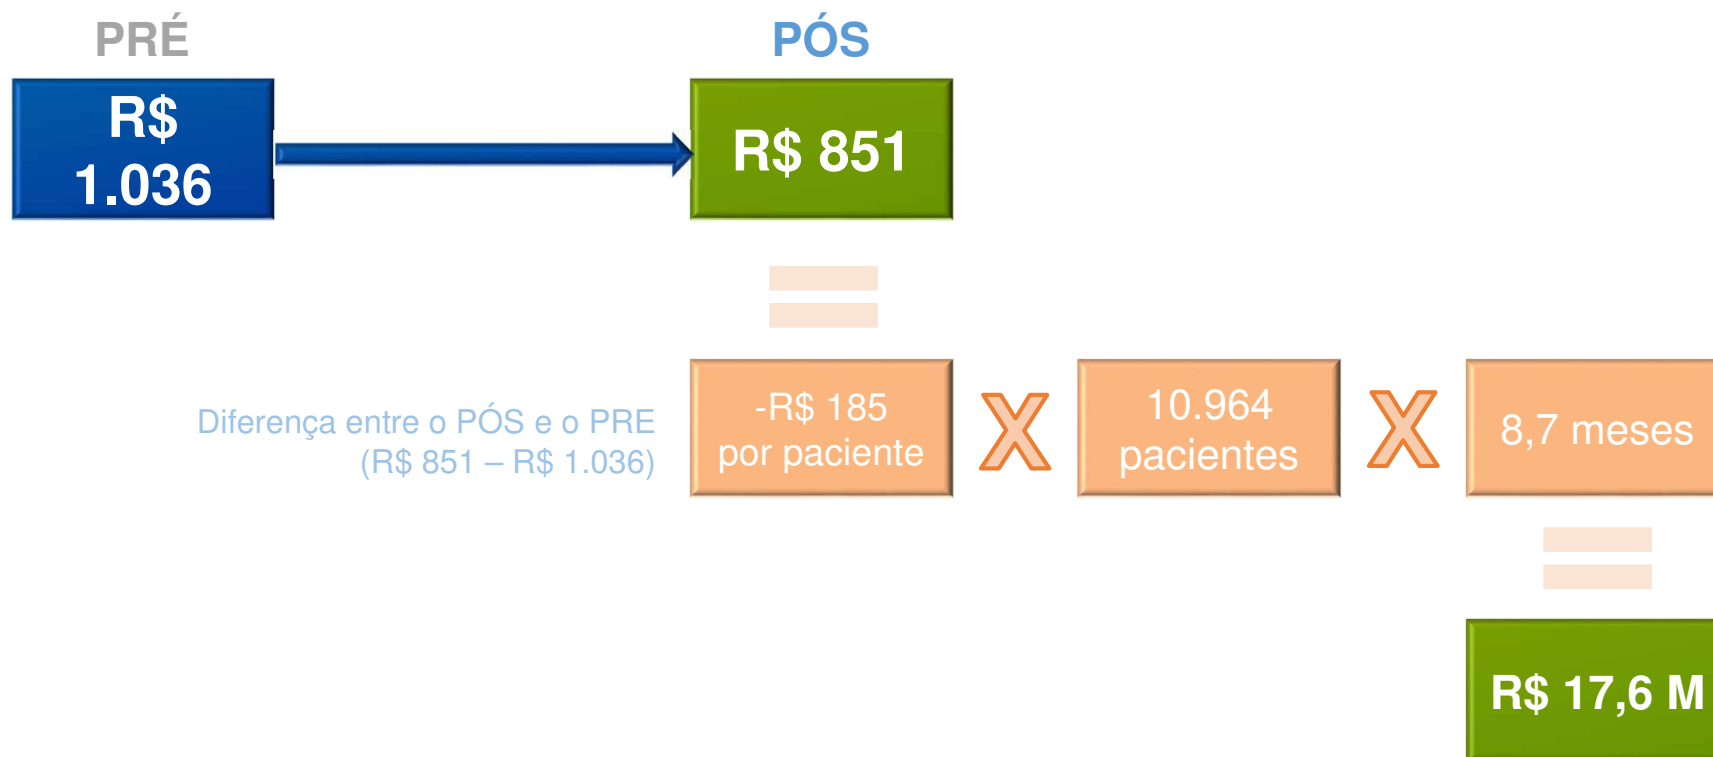 PRÉ
PÓS
R$
1.036
R$ 851
Diferença entre o PÓS e o PRE
(R$ 851 – R$ 1.036)
-R$ 185
por paciente
X
10.964
pacientes
X
8,7 meses
R$ 17,6 M